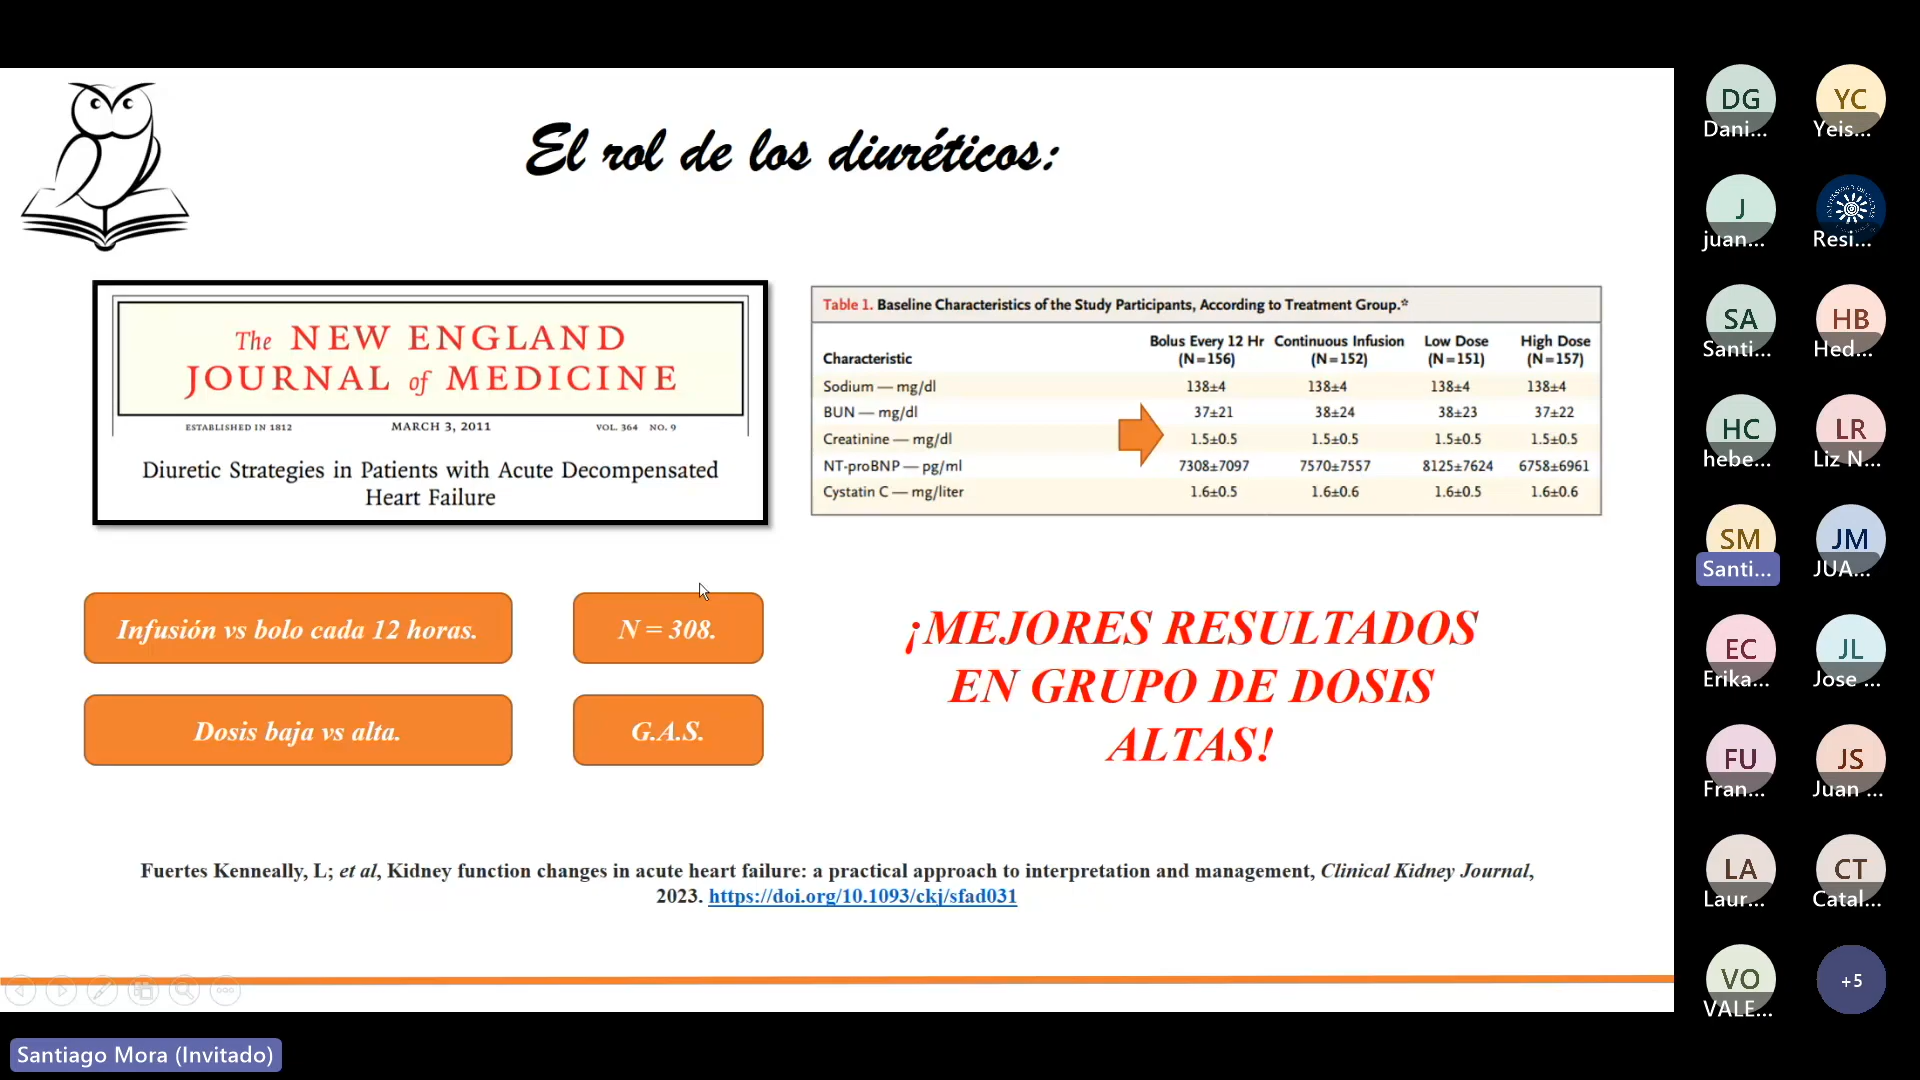 El rol de los diuréticos:
The NEW ENGLAND
JOURNAL of MEDICINE
ESTABLISHED IN 1812 MARCH 3, 2011 VOL. 364 NO. 9
Diuretic Strategies in Patients with Acute Decompensated
Heart Failure
Table 1. Baseline Characteristics of the Study Participants, According to Treatment Group.*
Characteristic Bolus Every 12 Hr (N=156) Continuous Infusion (N=152) Low Dose (N=151) High Dose (N=157)
Sodium — mg/dl 138±4 138±4 138±4 138±4
BUN — mg/dl 37±21 38±24 38±23 37±22
Creatinine — mg/dl 1.5±0.5 1.5±0.5 1.5±0.5 1.5±0.5
NT-proBNP — pg/ml 7308±7097 7570±7557 8125±7624 6758±6961
Cystatin C — mg/liter 1.6±0.5 1.6±0.6 1.6±0.5 1.6±0.6
Infusión vs bolo cada 12 horas.
N = 308.
Dosis baja vs alta.
G.A.S.
¡MEJORES RESULTADOS
EN GRUPO DE DOSIS
ALTAS!
Fuertes Kenneally, L; et al, Kidney function changes in acute heart failure: a practical approach to interpretation and management, Clinical Kidney Journal,
2023. https://doi.org/10.1093/ckj/sfad031
Santiago Mora (Invitado)
DG YC
Dani... Yeis...
J
juan... Resi...
SA HB
Santi... Hed...
HC LR
hebe... Liz N...
SM JM
Santi... JUA...
EC JL
Erika... Jose ...
FU JS
Fran... Juan ...
LA CT
Laur... Catal...
VO +5
VALE...